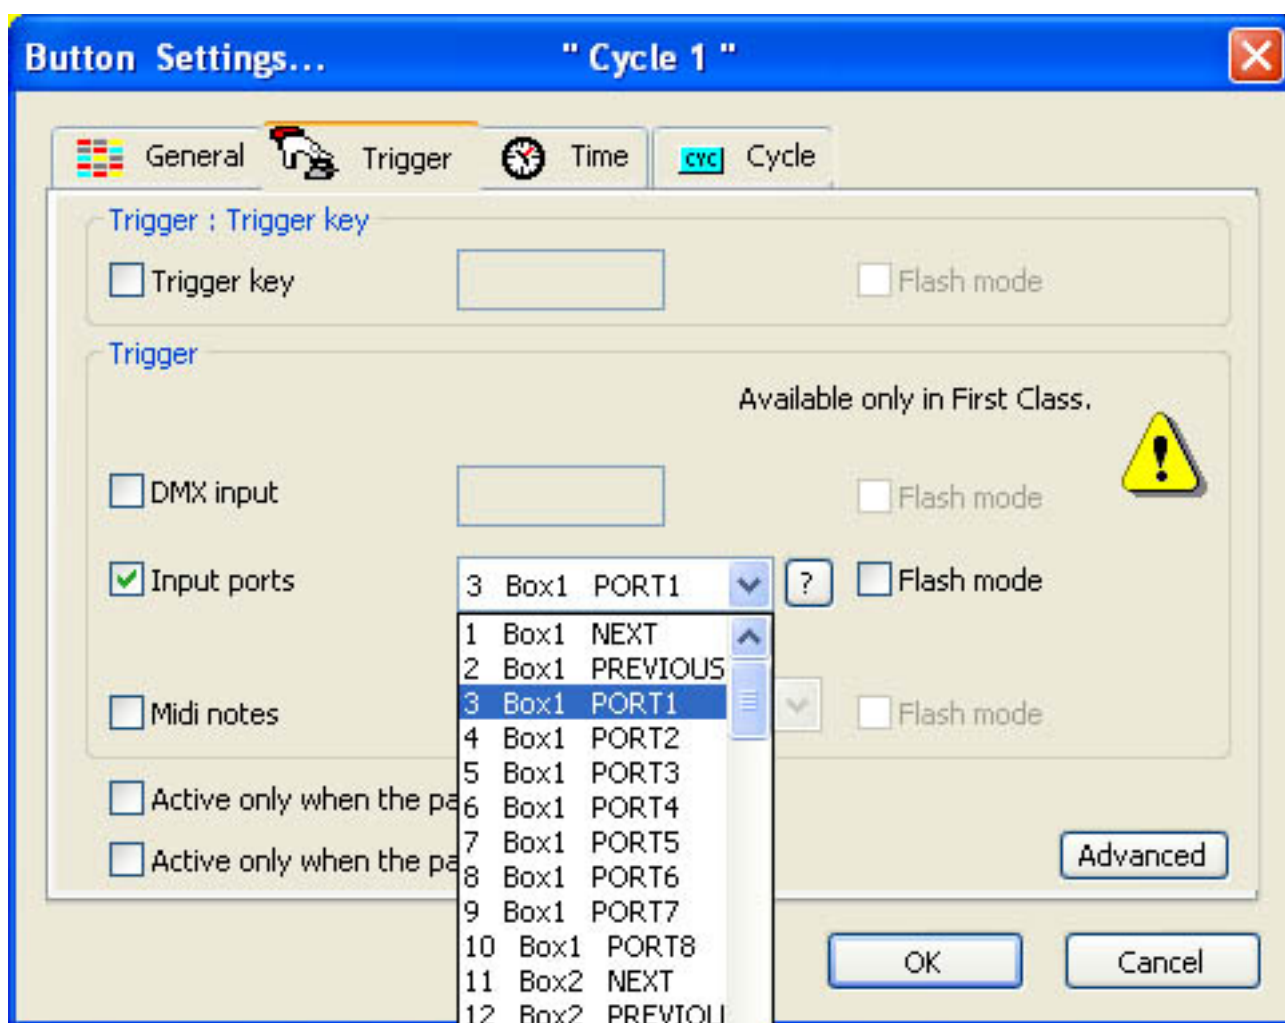 Button Settings... " Cycle 1 "
General Trigger Time CYC Cycle
Trigger : Trigger key
Trigger key Flash mode
Trigger
Available only in First Class.
DMX input Flash mode
Input ports 3 Box1 PORT1 ? Flash mode
1 Box1 NEXT
2 Box1 PREVIOUS
3 Box1 PORT1
Midi notes Flash mode
4 Box1 PORT2
5 Box1 PORT3
Active only when the pa
6 Box1 PORT4
7 Box1 PORT5
Active only when the pa
Advanced
8 Box1 PORT6
9 Box1 PORT7
10 Box1 PORT8
OK Cancel
11 Box2 NEXT
12 Box2 PREVIOU